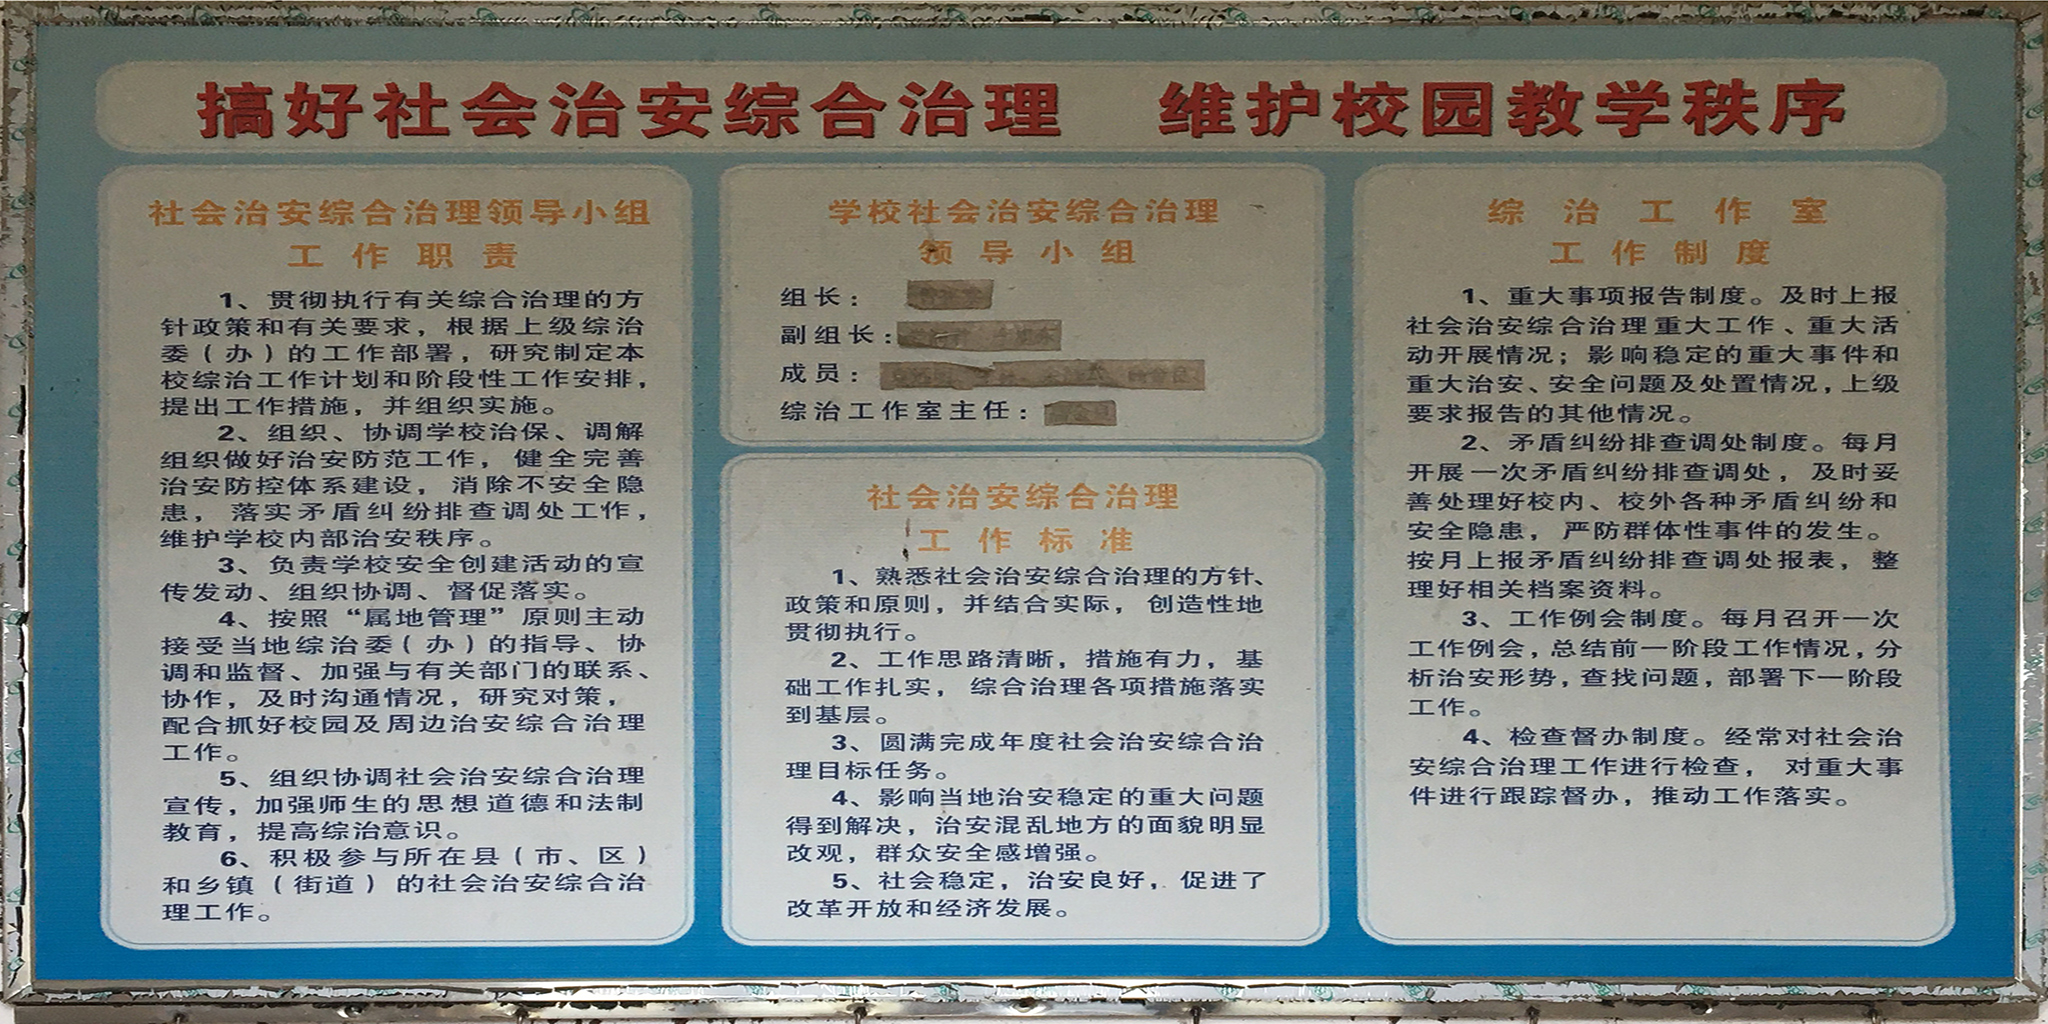 搞好社会治安综合治理 维护校园教学秩序
社会治安综合治理领导小组
工作职责
1、贯彻执行有关综合治理的方
针政策和有关要求，根据上级综治
委（办）的工作部署，研究制定本
校综治工作计划和阶段性工作安排，
提出工作措施，并组织实施。
2、组织、协调学校治保、调解
组织做好治安防范工作，健全完善
治安防控体系建设，消除不安全隐
患，落实矛盾纠纷排查调处工作，
维护学校内部治安秩序。
3、负责学校安全创建活动的宣
传发动、组织协调、督促落实。
4、按照“属地管理”原则主动
接受当地综治委（办）的指导、协
调和监督、加强与有关部门的联系、
协作，及时沟通情况，研究对策，
配合抓好校园及周边治安综合治理
工作。
5、组织协调社会治安综合治理
宣传，加强师生的思想道德和法制
教育，提高综治意识。
6、积极参与所在县（市、区）
和乡镇（街道）的社会治安综合治
理工作。
学校社会治安综合治理
领导小组
组长：
副组长：
成员：
综治工作室主任：
社会治安综合治理
工作标准
1、熟悉社会治安综合治理的方针、
政策和原则，并结合实际，创造性地
贯彻执行。
2、工作思路清晰，措施有力，基
础工作扎实，综合治理各项措施落实
到基层。
3、圆满完成年度社会治安综合治
理目标任务。
4、影响当地治安稳定的重大问题
得到解决，治安混乱地方的面貌明显
改观，群众安全感增强。
5、社会稳定，治安良好，促进了
改革开放和经济发展。
综治工作室
工作制度
1、重大事项报告制度。及时上报
社会治安综合治理重大工作、重大活
动开展情况；影响稳定的重大事件和
重大治安、安全问题及处置情况，上级
要求报告的其他情况。
2、矛盾纠纷排查调处制度。每月
开展一次矛盾纠纷排查调处，及时妥
善处理好校内、校外各种矛盾纠纷和
安全隐患，严防群体性事件的发生。
按月上报矛盾纠纷排查调处报表，整
理好相关档案资料。
3、工作例会制度。每月召开一次
工作例会，总结前一阶段工作情况，分
析治安形势，查找问题，部署下一阶段
工作。
4、检查督办制度。经常对社会治
安综合治理工作进行检查，对重大事
件进行跟踪督办，推动工作落实。